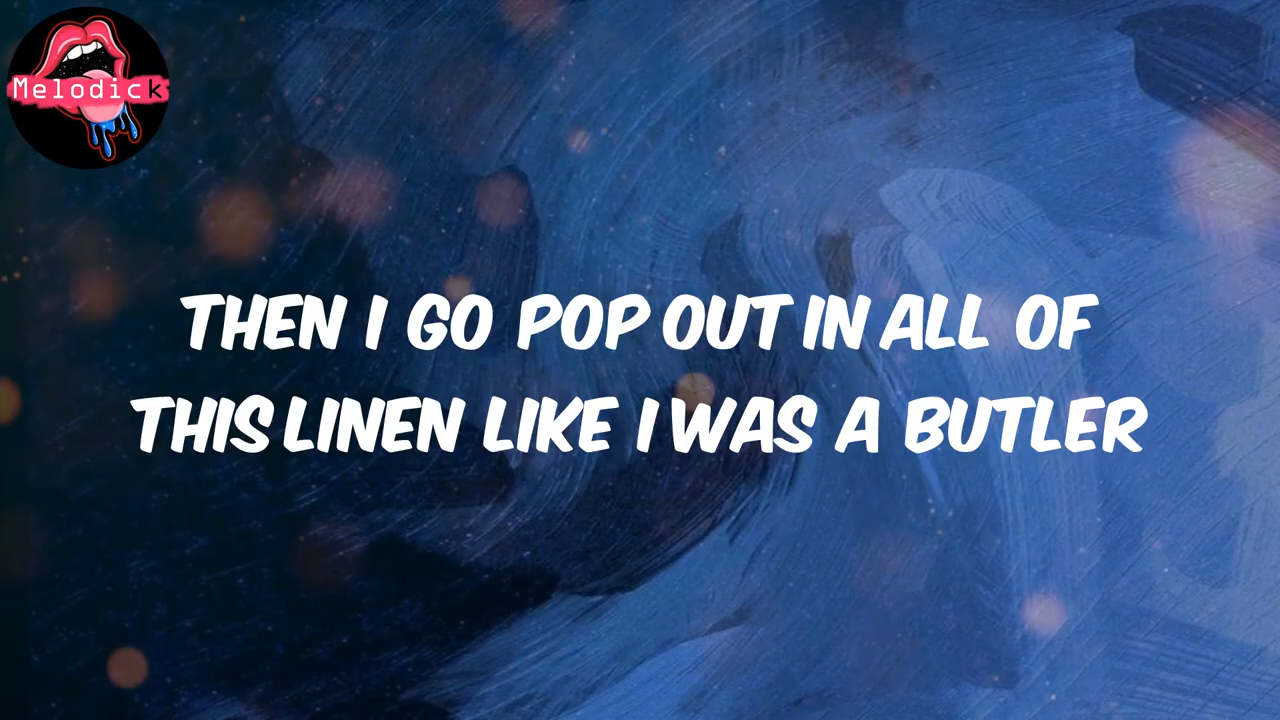 Melodick
THEN I GO POP OUT IN ALL OF
THIS LINEN LIKE I WAS A BUTLER